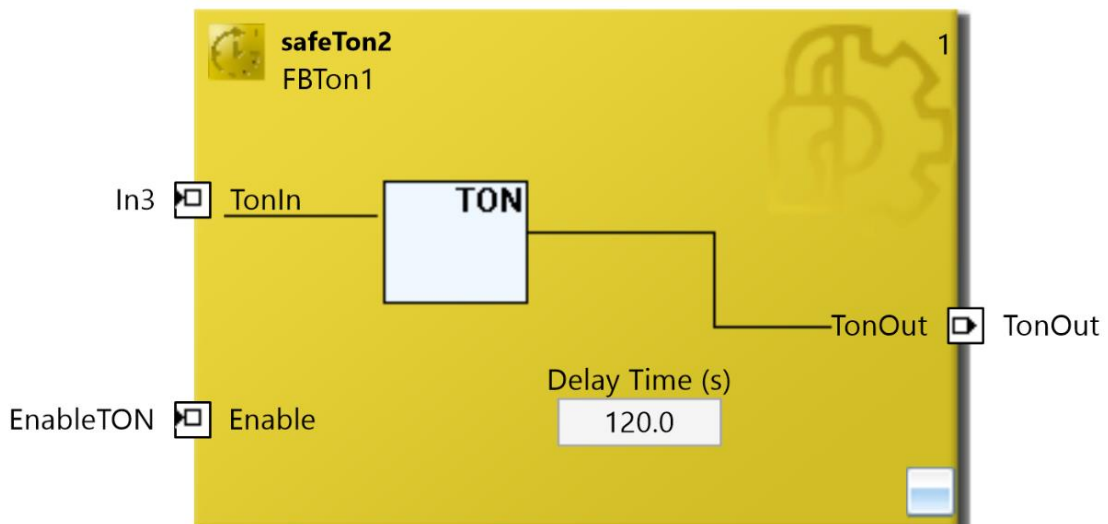 safeTon2
1
FBTon1
In3
TonIn
TON
TonOut
TonOut
Delay Time (s)
120.0
EnableTON
Enable